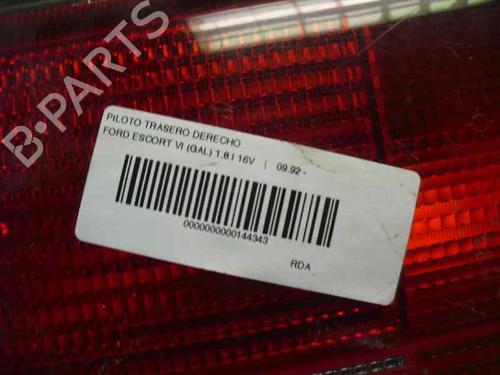 B-PARTS
PILOTO TRASERO DERECHO
FORD ESCORT VI (GAL) 1.8 I 16V | 09.92 -
0000000000144343
RDA